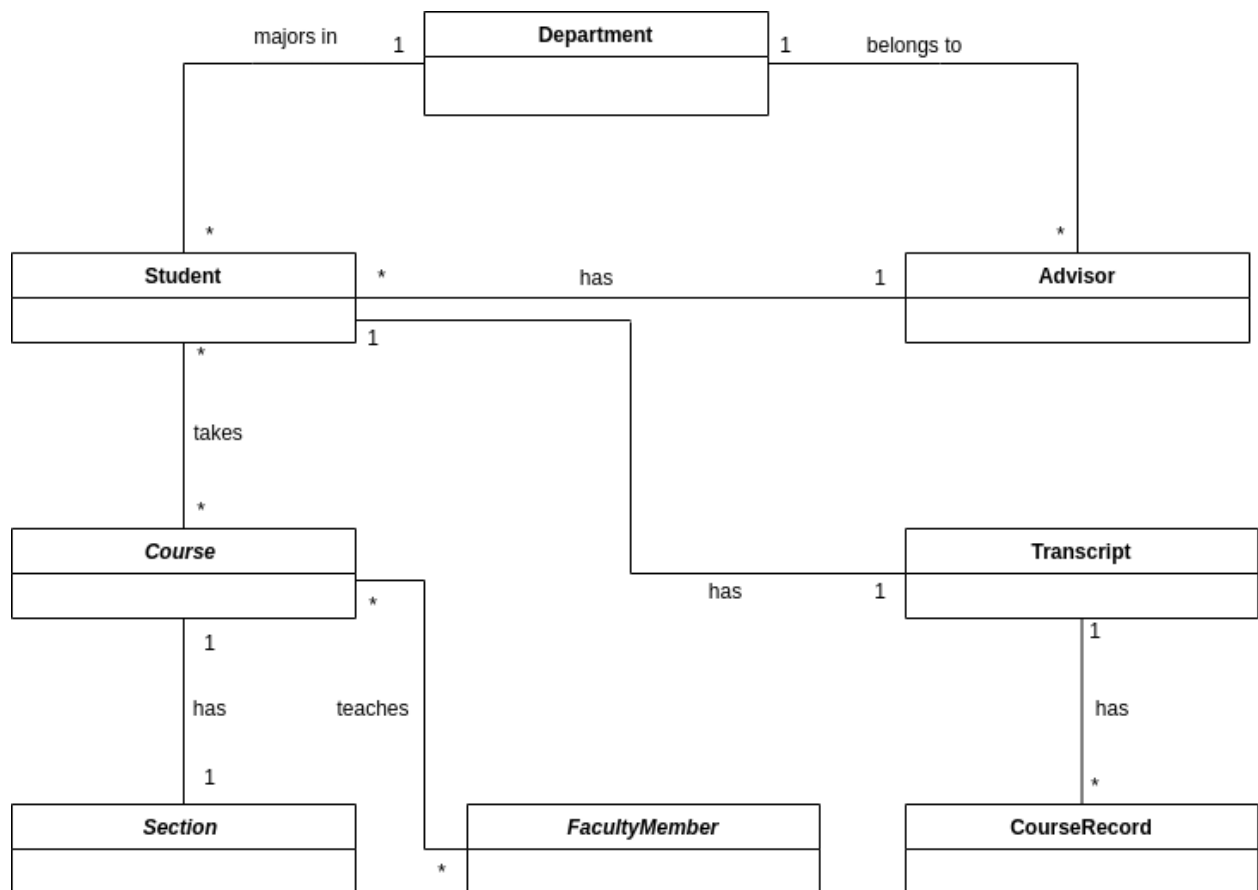 majors in
1
Department
1
belongs to
*
*
Student
*
has
1
Advisor
1
*
takes
*
Course
*
has
1
Transcript
1
1
has
teaches
has
1
*
Section
FacultyMember
CourseRecord
*